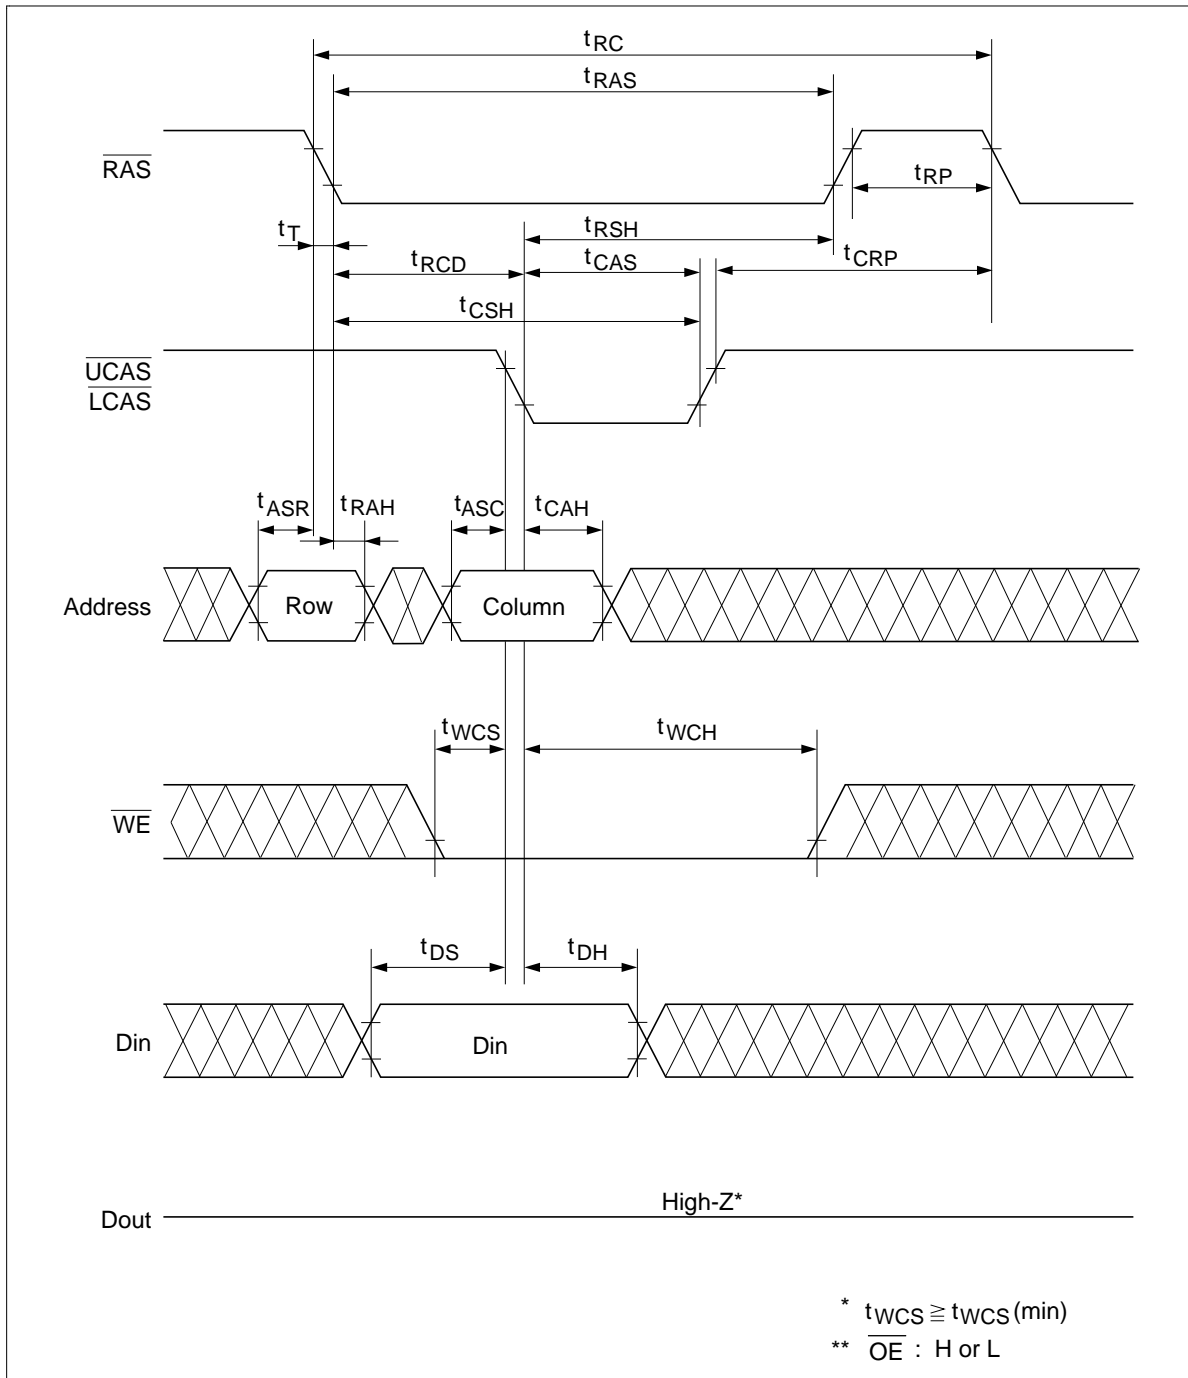 tRC
tRAS
RAS
tRP
tT
tRSH
tRCD
tCAS
tCRP
tCSH
UCAS
LCAS
tASR
tRAH
tASC
tCAH
Address
Row
Column
tWCS
tWCH
WE
tDS
tDH
Din
Din
High-Z*
Dout
* tWCS ≧ tWCS (min)
** OE : H or L